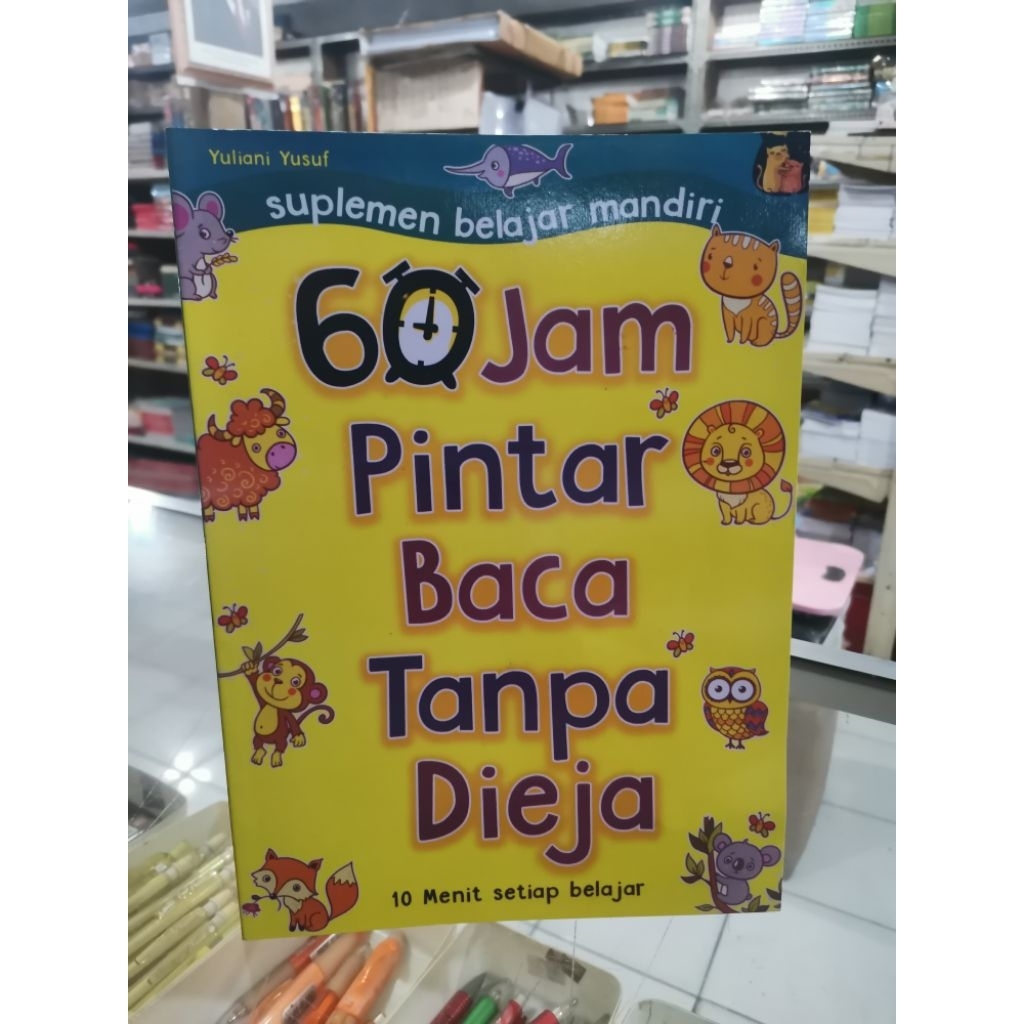 Yuliani Yusuf
suplemen belajar mandiri
60 Jam
Pintar
Baca
Tanpa
Dieja
10 Menit setiap belajar